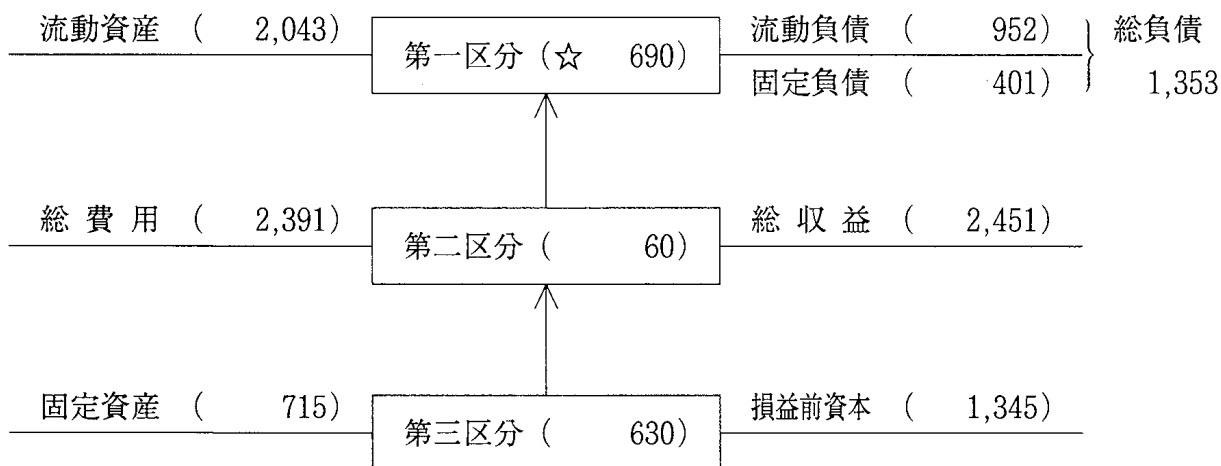 流動資産 ( 2,043) 第一区分 (☆ 690) 流動負債 ( 952) 総負債
固定負債 ( 401) 1,353
総費用 ( 2,391) 第二区分 ( 60) 総収益 ( 2,451)
固定資産 ( 715) 第三区分 ( 630) 損益前資本 ( 1,345)